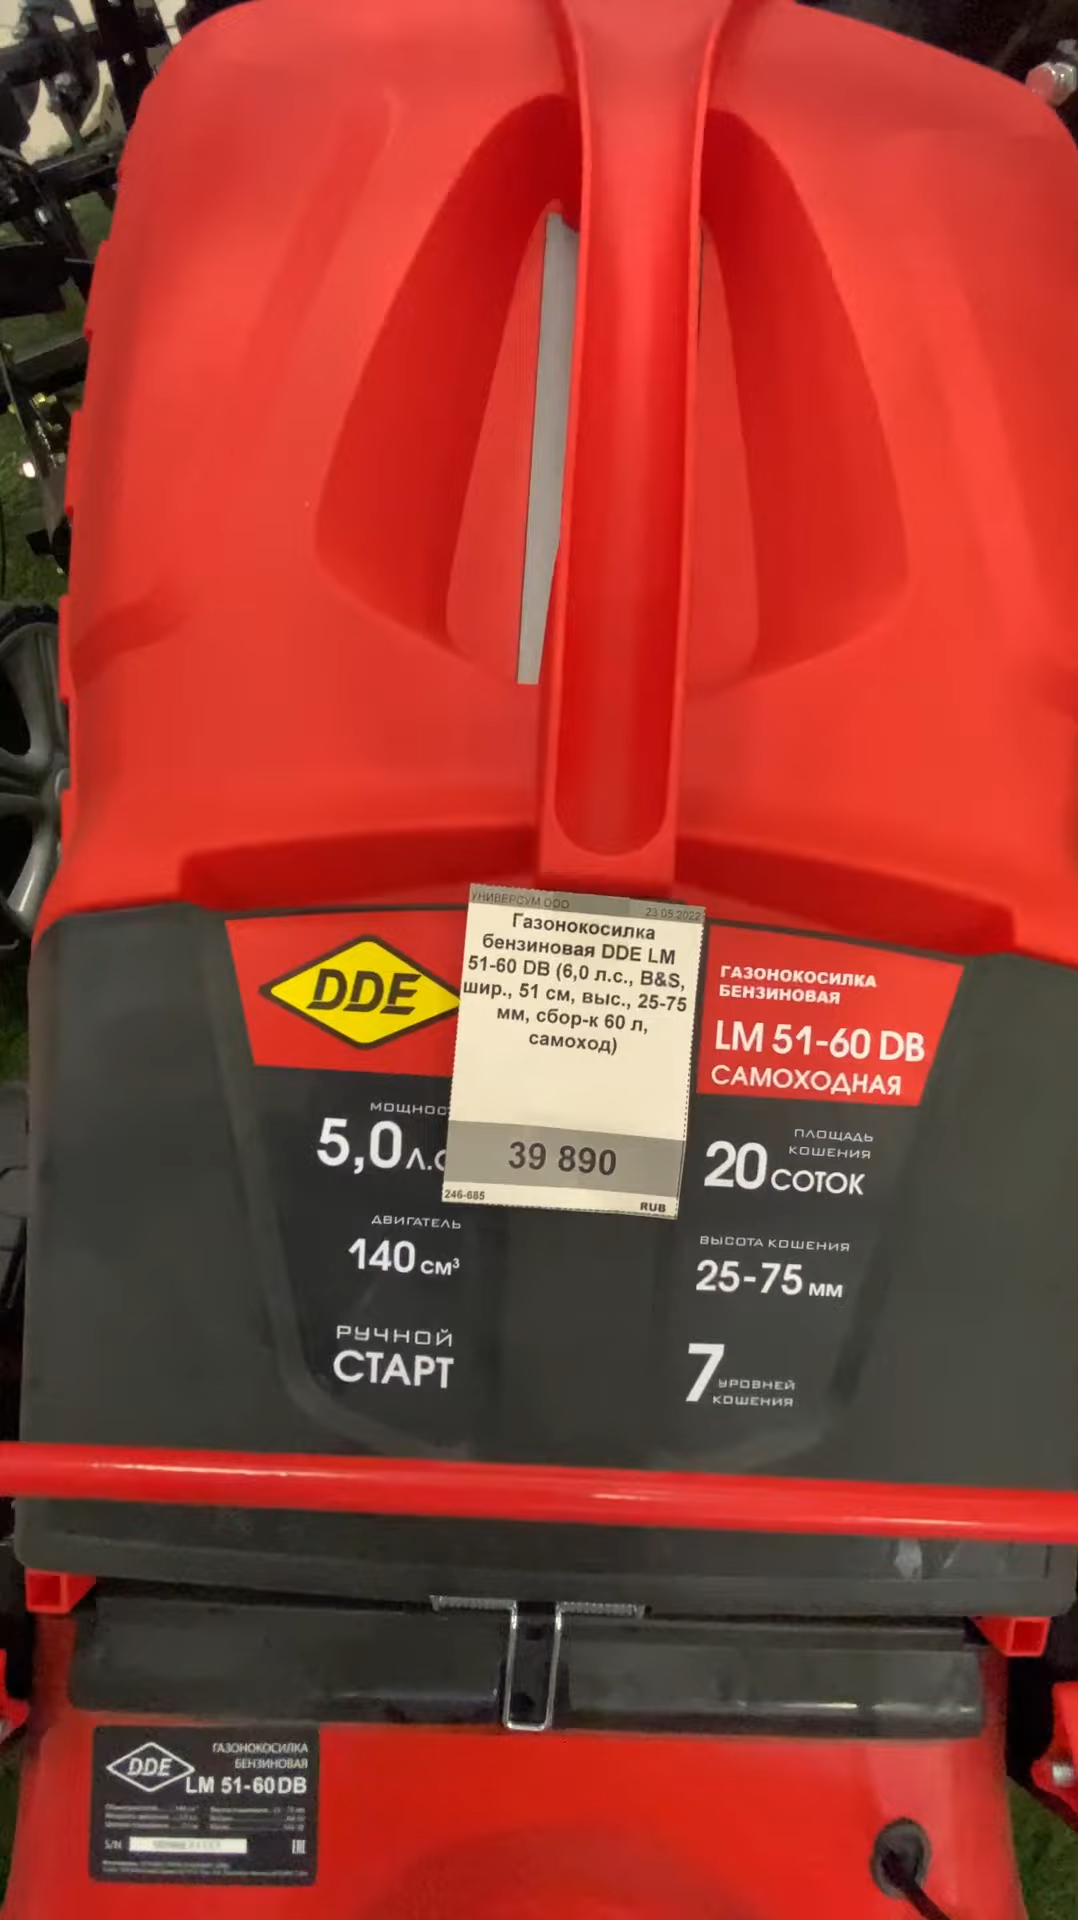 УНИВЕРСУМ ООО
23.05.2022
Газонокосилка
бензиновая DDE LM
51-60 DB (6,0 л.с., B&S,
шир., 51 см, выс., 25-75
мм, сбор-к 60 л,
самоход)
39 890
246-685
RUB
DDE
ГАЗОНОКОСИЛКА
БЕНЗИНОВАЯ
LM 51-60 DB
САМОХОДНАЯ
МОЩНОС
5,0 л.с
ДВИГАТЕЛЬ
140 см³
РУЧНОЙ
СТАРТ
ПЛОЩАДЬ
КОШЕНИЯ
20 СОТОК
ВЫСОТА КОШЕНИЯ
25-75 мм
7 УРОВНЕЙ
КОШЕНИЯ
DDE
ГАЗОНОКОСИЛКА
БЕНЗИНОВАЯ
LM 51-60DB
S/N
EAC